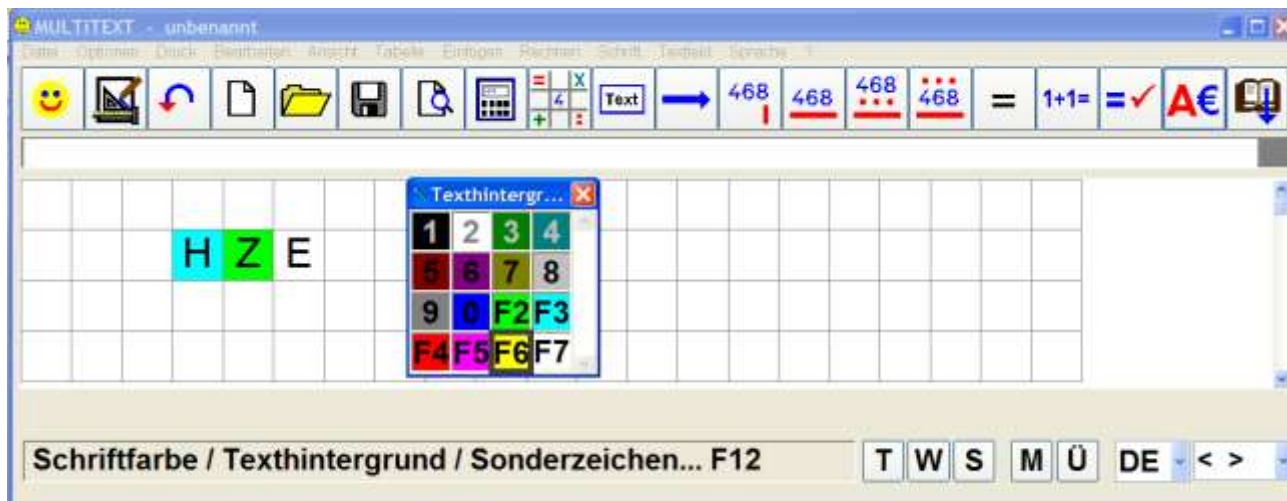 MULTiTEXT - unbenannt
Datei Optionen Druck Bearbeiten Ansicht Tabelle Einfügen Rechnen Schrift Textfeld Sprache ?
= X 4 + : Text 468 468 468 468 = 1+1= = A€
Texthintergr...
1 2 3 4
H Z E
5 6 7 8
9 0 F2 F3
F4 F5 F6 F7
Schriftfarbe / Texthintergrund / Sonderzeichen... F12 T W S M Ü DE < >